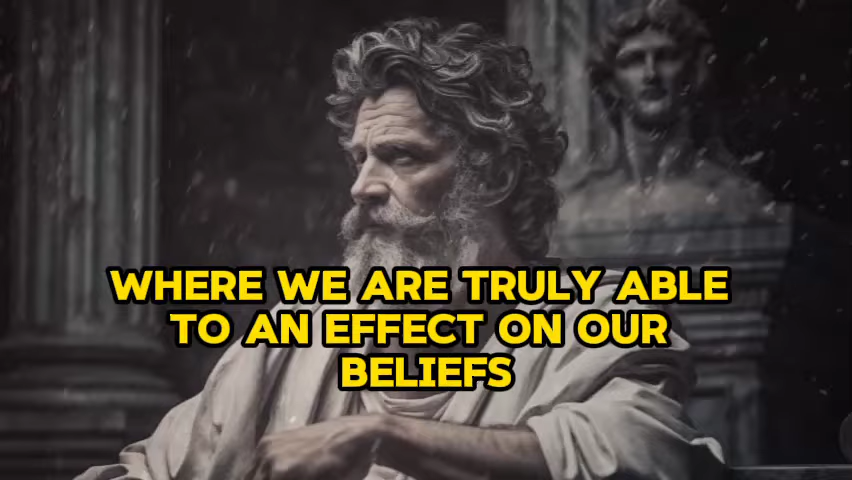 WHERE WE ARE TRULY ABLE
TO AN EFFECT ON OUR
BELIEFS